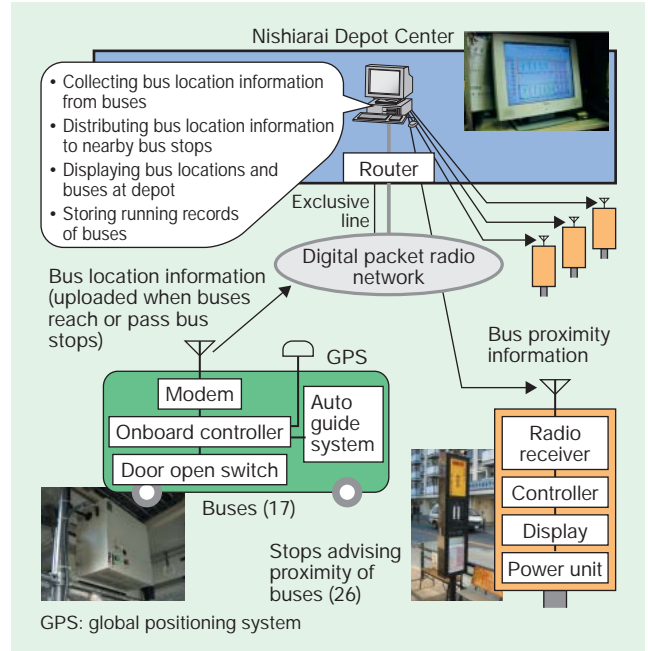 Nishiarai Depot Center
• Collecting bus location information
from buses
• Distributing bus location information
to nearby bus stops
• Displaying bus locations and
buses at depot
• Storing running records
of buses
Router
Exclusive
line
Digital packet radio
network
Bus location information
(uploaded when buses
reach or pass bus
stops)
GPS
Modem
Onboard controller
Door open switch
Auto
guide
system
Buses (17)
Bus proximity
information
Radio
receiver
Controller
Display
Power unit
Stops advising
proximity of
buses (26)
GPS: global positioning system